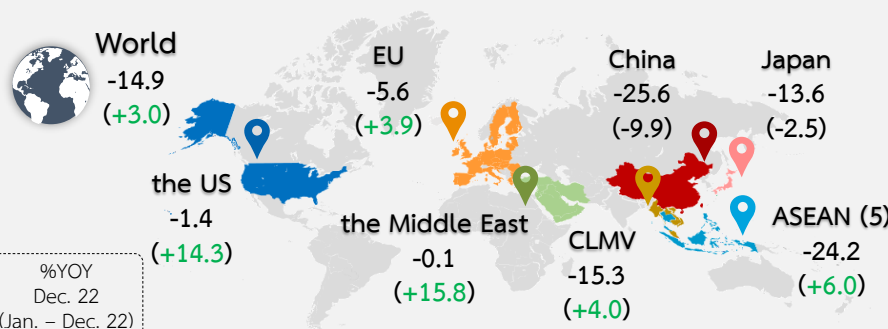 World
-14.9
(+3.0)
EU
-5.6
(+3.9)
China
-25.6
(-9.9)
Japan
-13.6
(-2.5)
the US
-1.4
(+14.3)
the Middle East
-0.1
(+15.8)
CLMV
-15.3
(+4.0)
ASEAN (5)
-24.2
(+6.0)
%YOY
Dec. 22
(Jan. – Dec. 22)